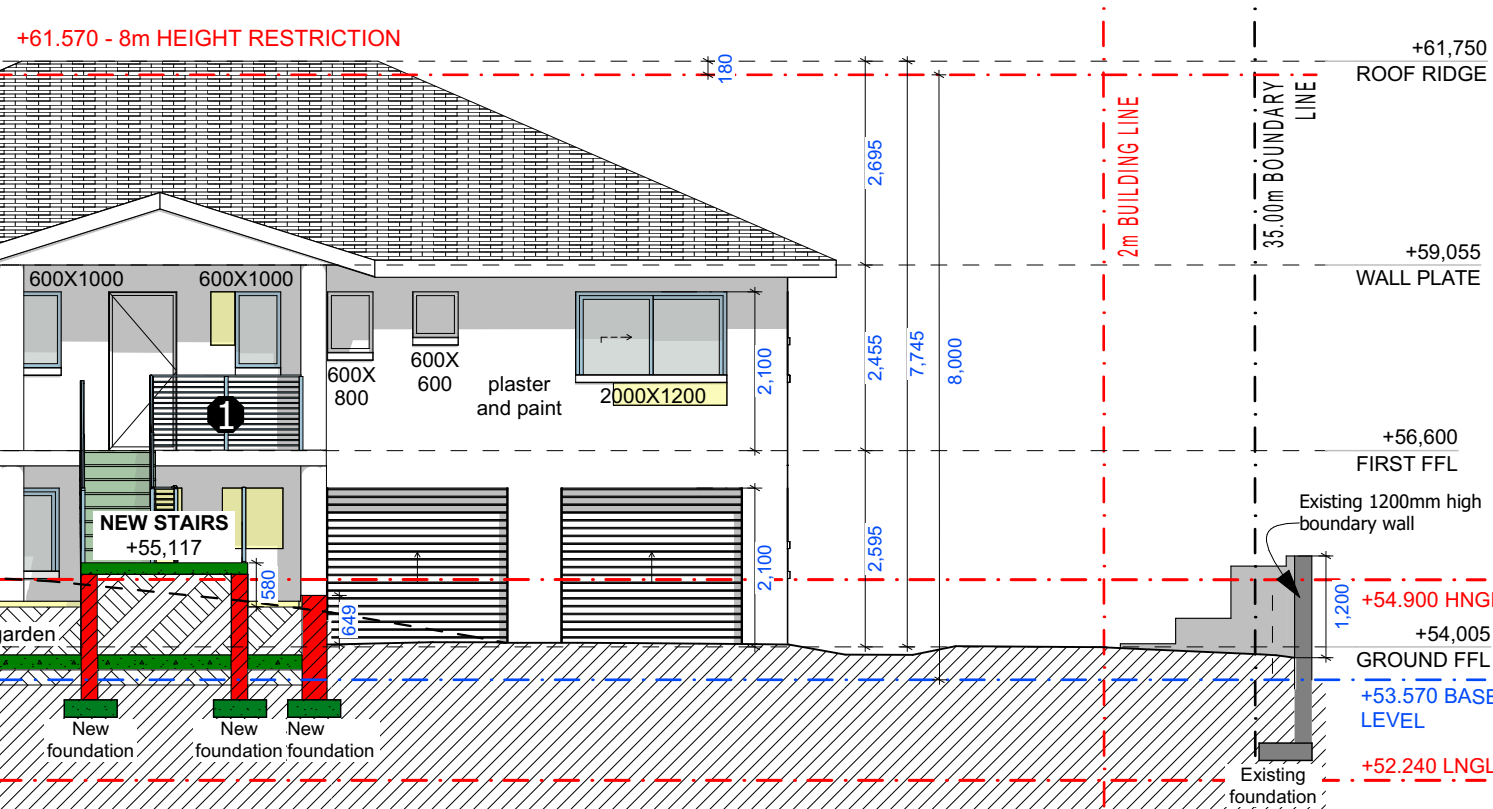 +61.570 - 8m HEIGHT RESTRICTION
+61,750
ROOF RIDGE
180
2m BUILDING LINE
35.00m BOUNDARY
LINE
2,695
+59,055
WALL PLATE
600X1000
600X1000
600X
800
600X
600
plaster
and paint
2000X1200
2,100
2,455
7,745
8,000
1
+56,600
FIRST FFL
Existing 1200mm high
boundary wall
NEW STAIRS
+55,117
580
649
2,100
2,595
1,200
+54.900 HNGL
+54,005
GROUND FFL
garden
+53.570 BASE
LEVEL
New
foundation
New
foundation
New
foundation
+52.240 LNGL
Existing
foundation